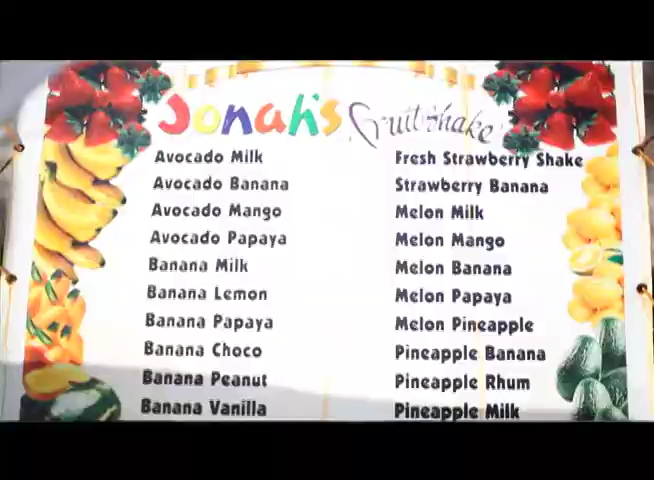 Jonah's Fruitshake
Avocado Milk
Avocado Banana
Avocado Mango
Avocado Papaya
Banana Milk
Banana Lemon
Banana Papaya
Banana Choco
Banana Peanut
Banana Vanilla
Fresh Strawberry Shake
Strawberry Banana
Melon Milk
Melon Mango
Melon Banana
Melon Papaya
Melon Pineapple
Pineapple Banana
Pineapple Rhum
Pineapple Milk